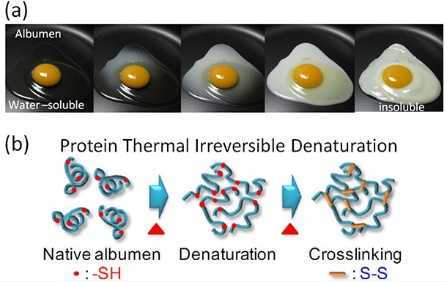 (a)
Albumen
Water–soluble
insoluble
(b)
Protein Thermal Irreversible Denaturation
Native albumen
Denaturation
Crosslinking
: -SH
: S-S